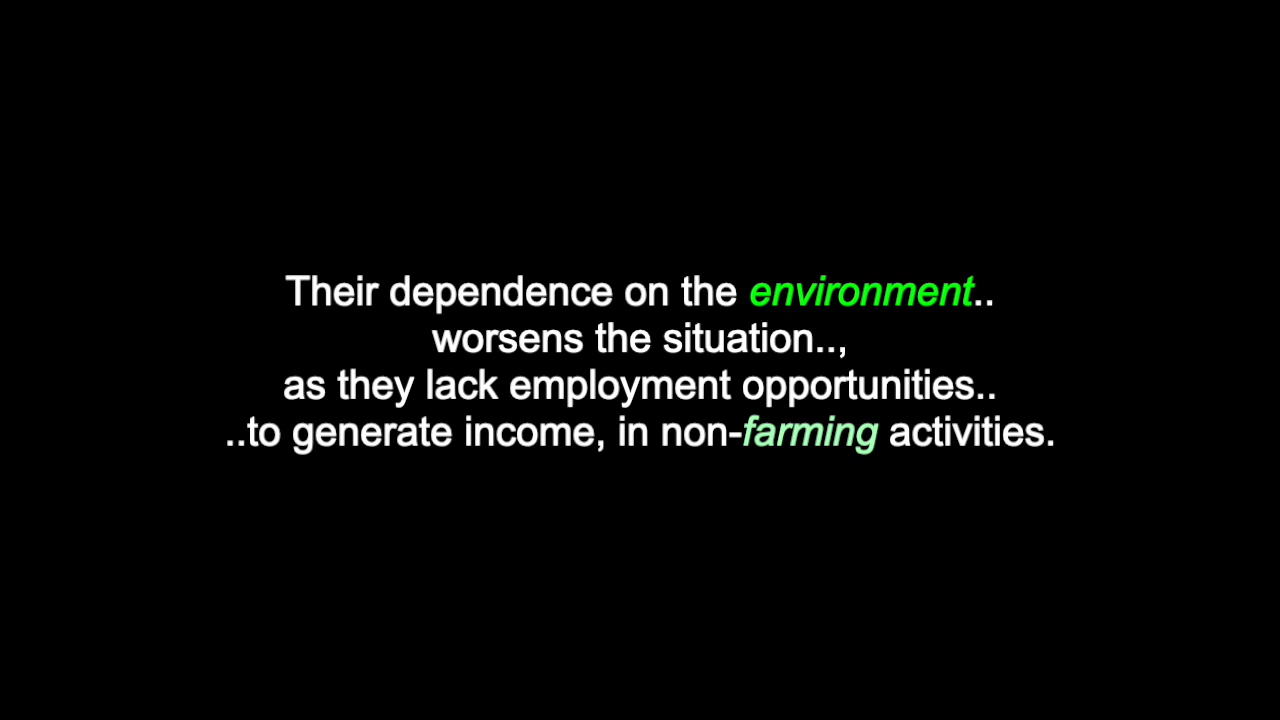 Their dependence on the environment..
worsens the situation..,
as they lack employment opportunities..
..to generate income, in non-farming activities.